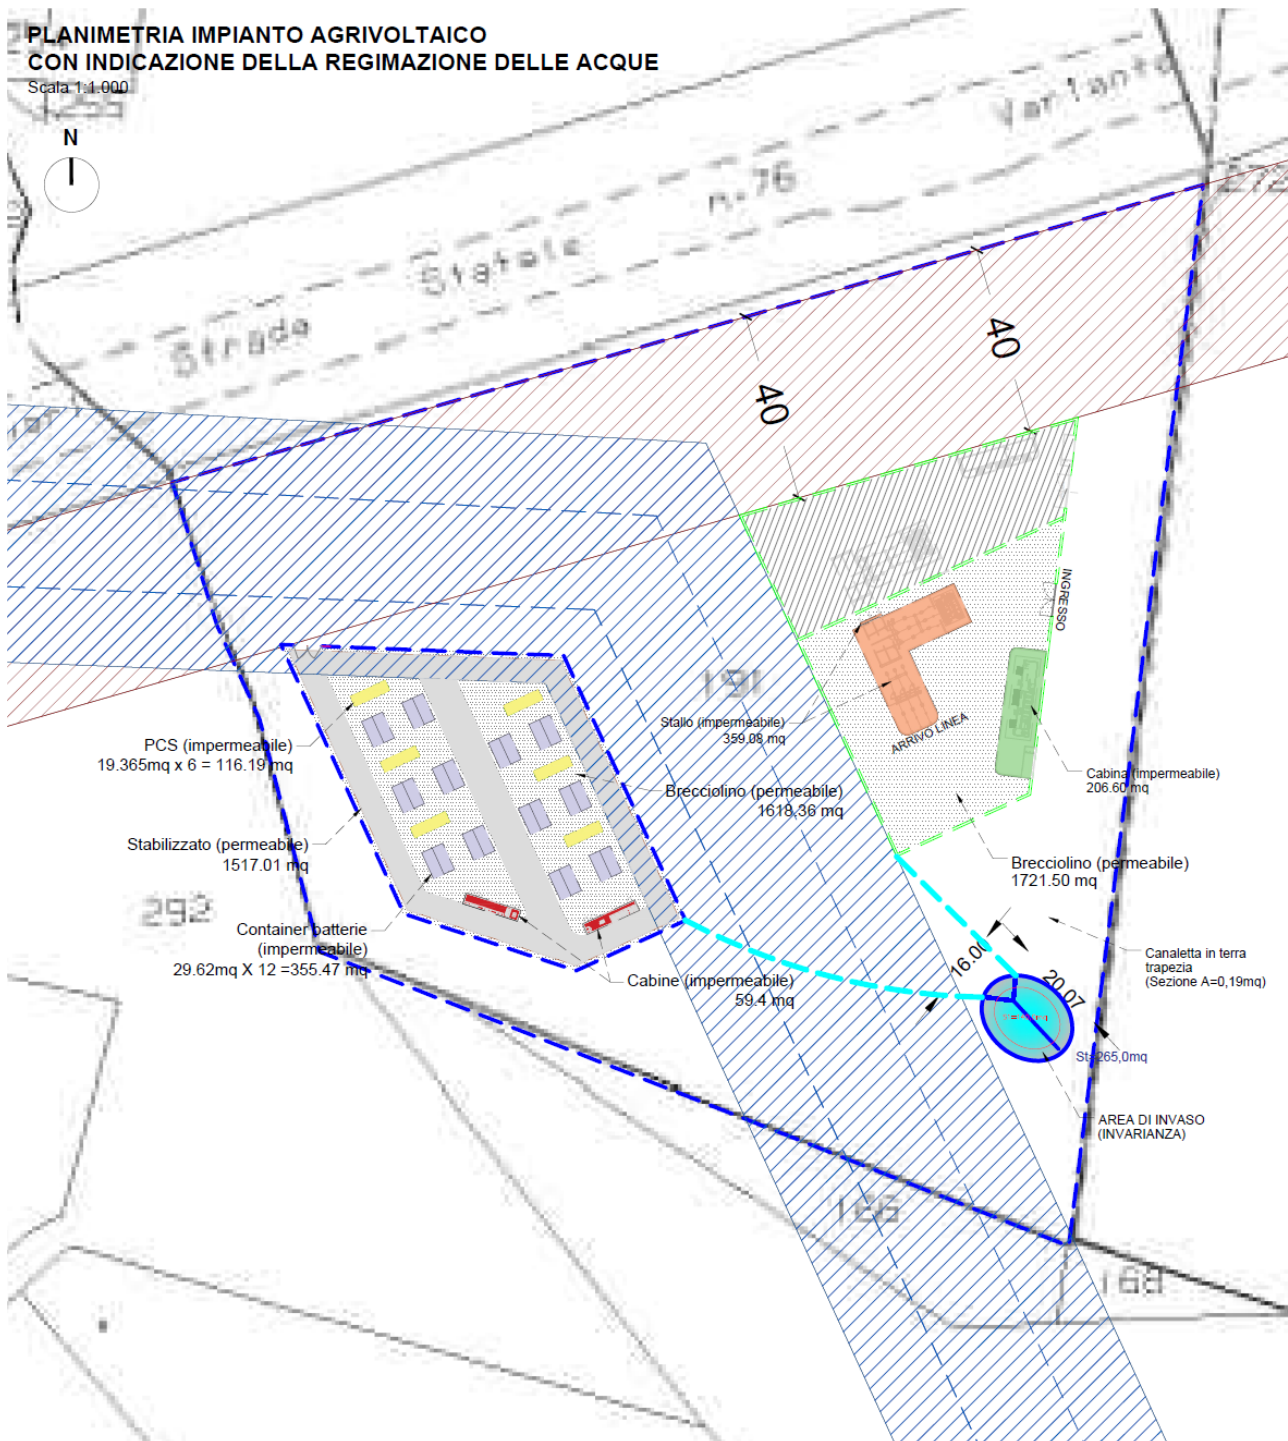 PLANIMETRIA IMPIANTO AGRIVOLTAICO
CON INDICAZIONE DELLA REGIMAZIONE DELLE ACQUE
Scala 1:1.000
1255
N
Strada Statale n.76 Variante
272
40
40
INGRESSO
191
Stallo (impermeabile)
359.08 mq
ARRIVO LINEA
PCS (impermeabile)
19.365mq x 6 = 116.19 mq
Cabina (impermeabile)
206.60 mq
Brecciolino (permeabile)
1618,36 mq
Stabilizzato (permeabile)
1517.01 mq
Brecciolino (permeabile)
1721.50 mq
292
Container batterie
(impermeabile)
29.62mq X 12 =355.47 mq
Canaletta in terra
trapezia
(Sezione A=0,19mq)
16.00
20.07
Cabine (impermeabile)
59.4 mq
St=265,0mq
AREA DI INVASO
(INVARIANZA)
166
168